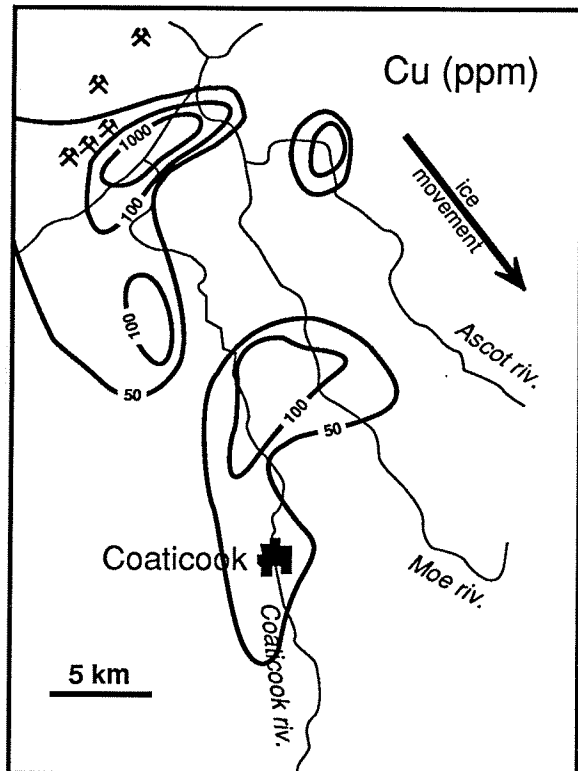 Cu (ppm)
1000
100
ice
movement
100
50
Ascot riv.
100
50
Coaticook
Moe riv.
Coaticook riv.
5 km